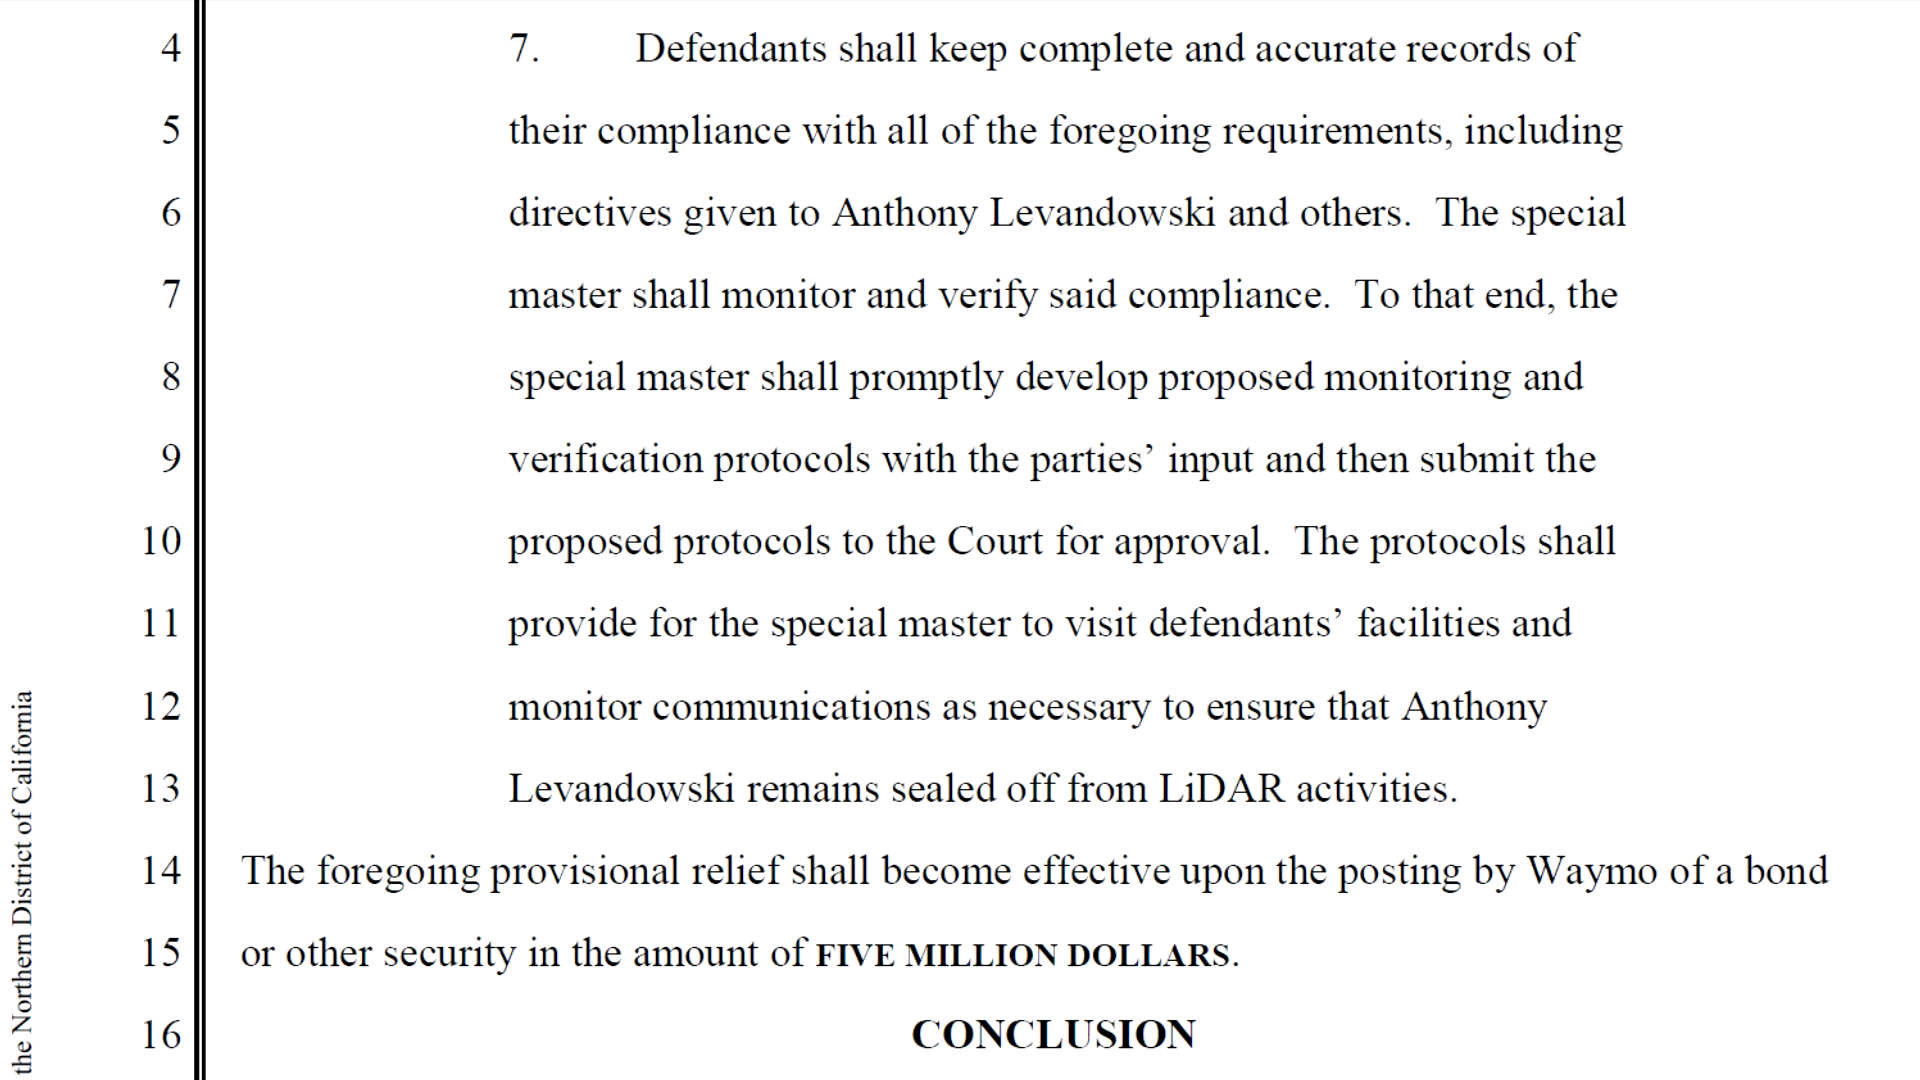 4 7. Defendants shall keep complete and accurate records of
5 their compliance with all of the foregoing requirements, including
6 directives given to Anthony Levandowski and others. The special
7 master shall monitor and verify said compliance. To that end, the
8 special master shall promptly develop proposed monitoring and
9 verification protocols with the parties’ input and then submit the
10 proposed protocols to the Court for approval. The protocols shall
11 provide for the special master to visit defendants’ facilities and
12 monitor communications as necessary to ensure that Anthony
13 Levandowski remains sealed off from LiDAR activities.
14 The foregoing provisional relief shall become effective upon the posting by Waymo of a bond
15 or other security in the amount of FIVE MILLION DOLLARS.
16 CONCLUSION
the Northern District of California